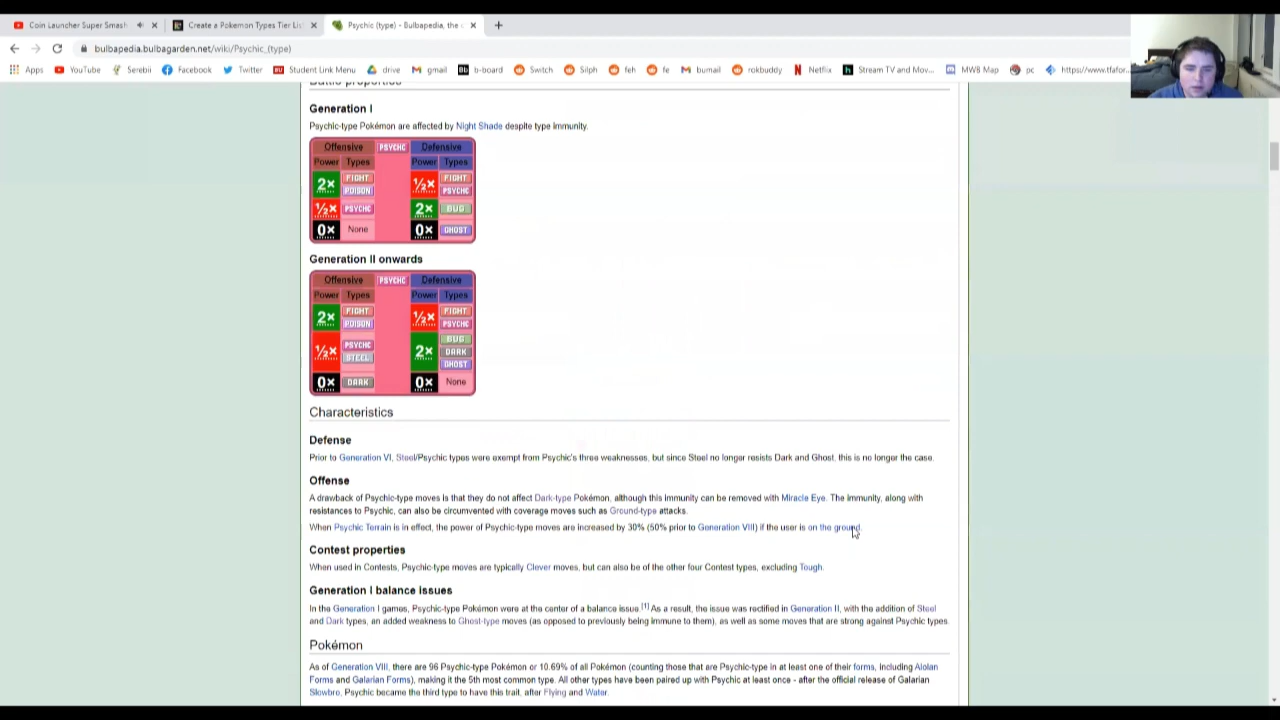 Coin Launcher Super Smash
Create a Pokemon Types Tier Lis
Psychic (type) - Bulbapedia, the
bulbapedia.bulbagarden.net/wiki/Psychic_(type)
Apps YouTube Serebii Facebook Twitter Student Link Menu drive gmail b-board Switch Silph feh fe bumail rokbuddy Netflix Stream TV and Mov... MWB Map pc https://www.tfafor...
Battle properties
Generation I
Psychic-type Pokémon are affected by Night Shade despite type immunity.
Offensive PSYCHC Defensive
Power Types Power Types
2× FIGHT POISON ½× FIGHT PSYCHC
½× PSYCHC 2× BUG
0× None 0× GHOST
Generation II onwards
Offensive PSYCHC Defensive
Power Types Power Types
2× FIGHT POISON ½× FIGHT PSYCHC
½× PSYCHC STEEL 2× BUG DARK GHOST
0× DARK 0× None
Characteristics
Defense
Prior to Generation VI, Steel/Psychic types were exempt from Psychic's three weaknesses, but since Steel no longer resists Dark and Ghost, this is no longer the case.
Offense
A drawback of Psychic-type moves is that they do not affect Dark-type Pokémon, although this immunity can be removed with Miracle Eye. The immunity, along with
resistances to Psychic, can also be circumvented with coverage moves such as Ground-type attacks.
When Psychic Terrain is in effect, the power of Psychic-type moves are increased by 30% (50% prior to Generation VIII) if the user is on the ground.
Contest properties
When used in Contests, Psychic-type moves are typically Clever moves, but can also be of the other four Contest types, excluding Tough.
Generation I balance issues
In the Generation I games, Psychic-type Pokémon were at the center of a balance issue.[1] As a result, the issue was rectified in Generation II, with the addition of Steel
and Dark types, an added weakness to Ghost-type moves (as opposed to previously being immune to them), as well as some moves that are strong against Psychic types.
Pokémon
As of Generation VIII, there are 96 Psychic-type Pokémon or 10.69% of all Pokémon (counting those that are Psychic-type in at least one of their forms, including Alolan
Forms and Galarian Forms), making it the 5th most common type. All other types have been paired up with Psychic at least once - after the official release of Galarian
Slowbro, Psychic became the third type to have this trait, after Flying and Water.